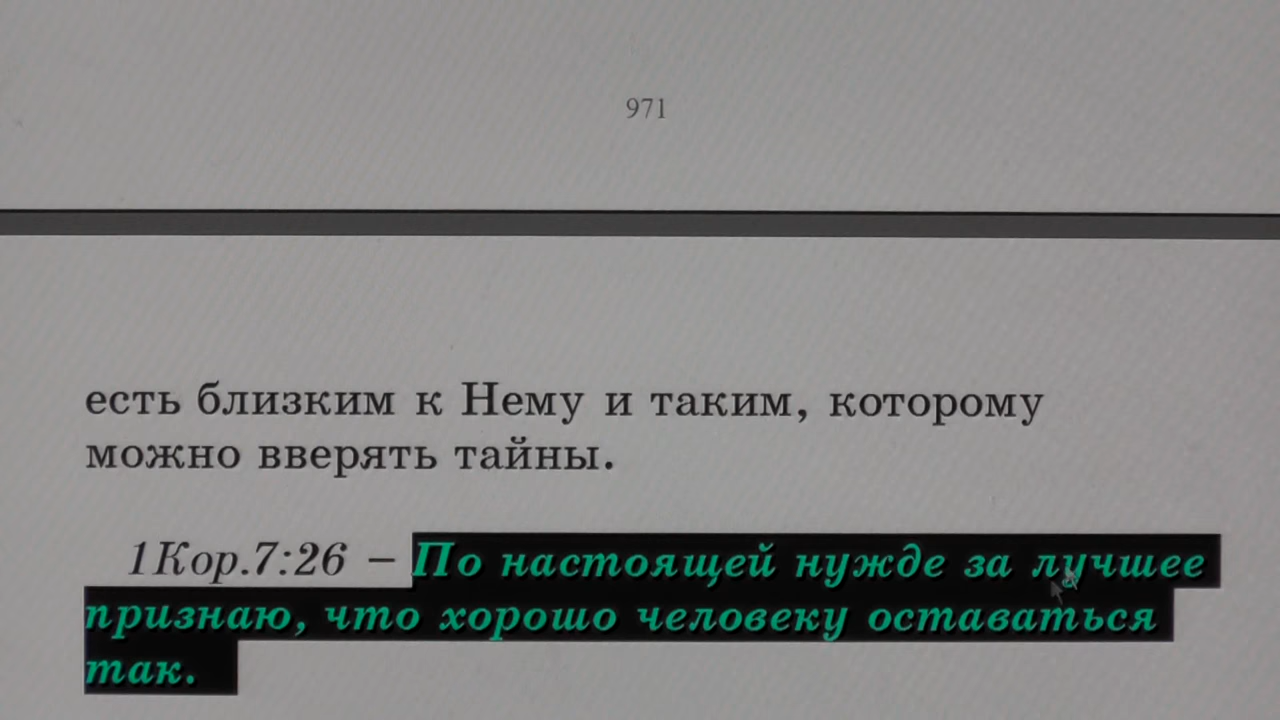 971
есть близким к Нему и таким, которому
можно вверять тайны.
1Кор.7:26 – По настоящей нужде за лучшее
признаю, что хорошо человеку оставаться
так.